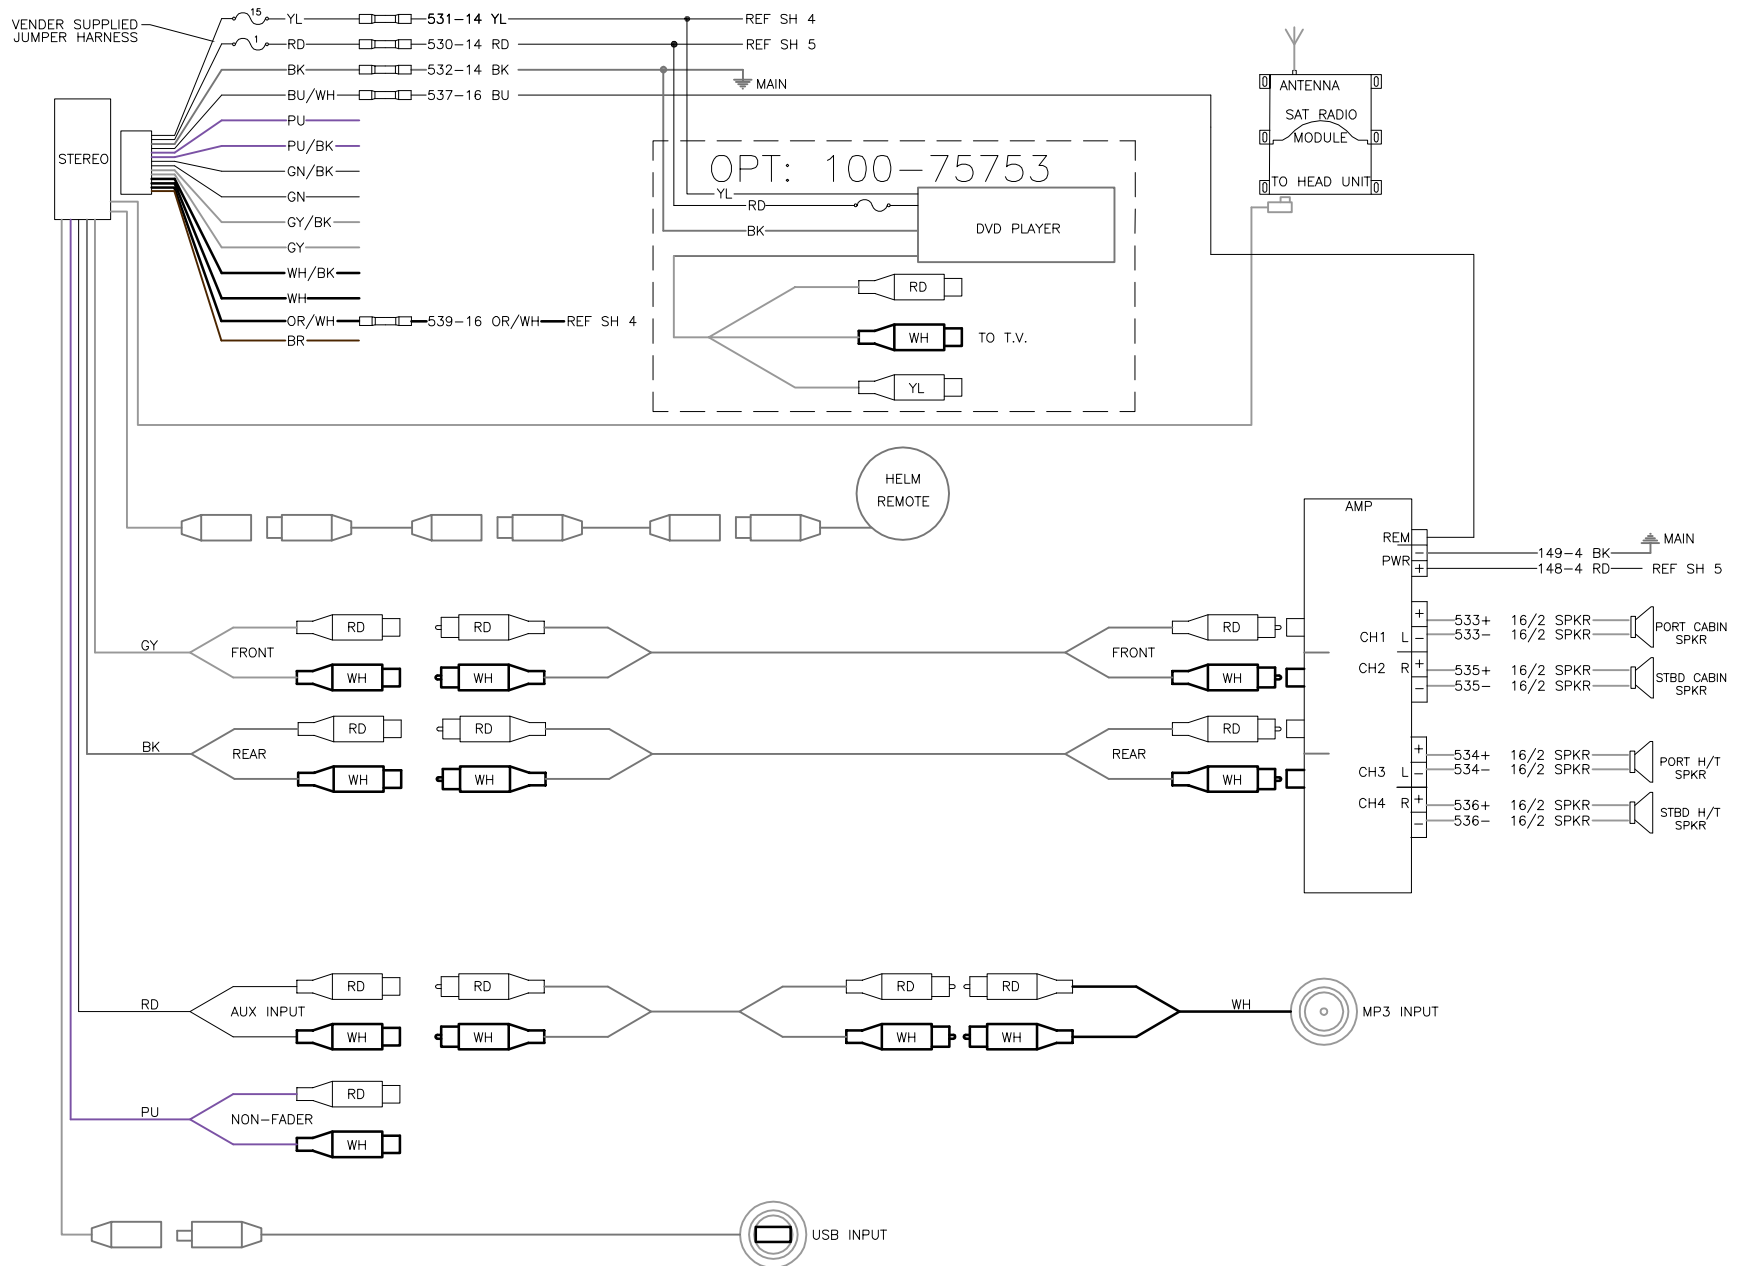 VENDER SUPPLIED
JUMPER HARNESS
15
YL 531-14 YL REF SH 4
1
RD 530-14 RD REF SH 5
BK 532-14 BK MAIN
BU/WH 537-16 BU
PU
PU/BK
GN/BK
GN
GY/BK
GY
WH/BK
WH
OR/WH 539-16 OR/WH REF SH 4
BR
STEREO
OPT: 100-75753
YL
RD
BK
DVD PLAYER
RD
WH TO T.V.
YL
ANTENNA
SAT RADIO
MODULE
TO HEAD UNIT
HELM
REMOTE
AMP
REM
PWR
-
+
149-4 BK MAIN
148-4 RD REF SH 5
CH1 L
+
-
533+ 16/2 SPKR
533- 16/2 SPKR
PORT CABIN
SPKR
CH2 R
+
-
535+ 16/2 SPKR
535- 16/2 SPKR
STBD CABIN
SPKR
CH3 L
+
-
534+ 16/2 SPKR
534- 16/2 SPKR
PORT H/T
SPKR
CH4 R
+
-
536+ 16/2 SPKR
536- 16/2 SPKR
STBD H/T
SPKR
RD RD RD
GY FRONT FRONT
WH WH WH
RD RD RD
BK REAR REAR
WH WH WH
RD RD RD RD
RD AUX INPUT WH MP3 INPUT
WH WH WH WH
RD
PU NON-FADER
WH
USB INPUT